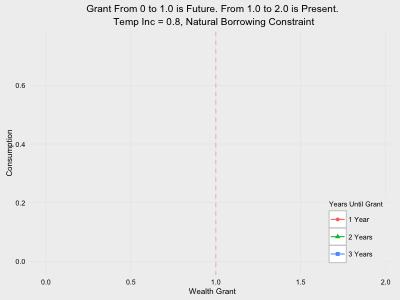 Grant From 0 to 1.0 is Future. From 1.0 to 2.0 is Present.
Temp Inc = 0.8, Natural Borrowing Constraint
Consumption
0.6
0.4
0.2
0.0
Years Until Grant
1 Year
2 Years
3 Years
0.0 0.5 1.0 1.5 2.0
Wealth Grant